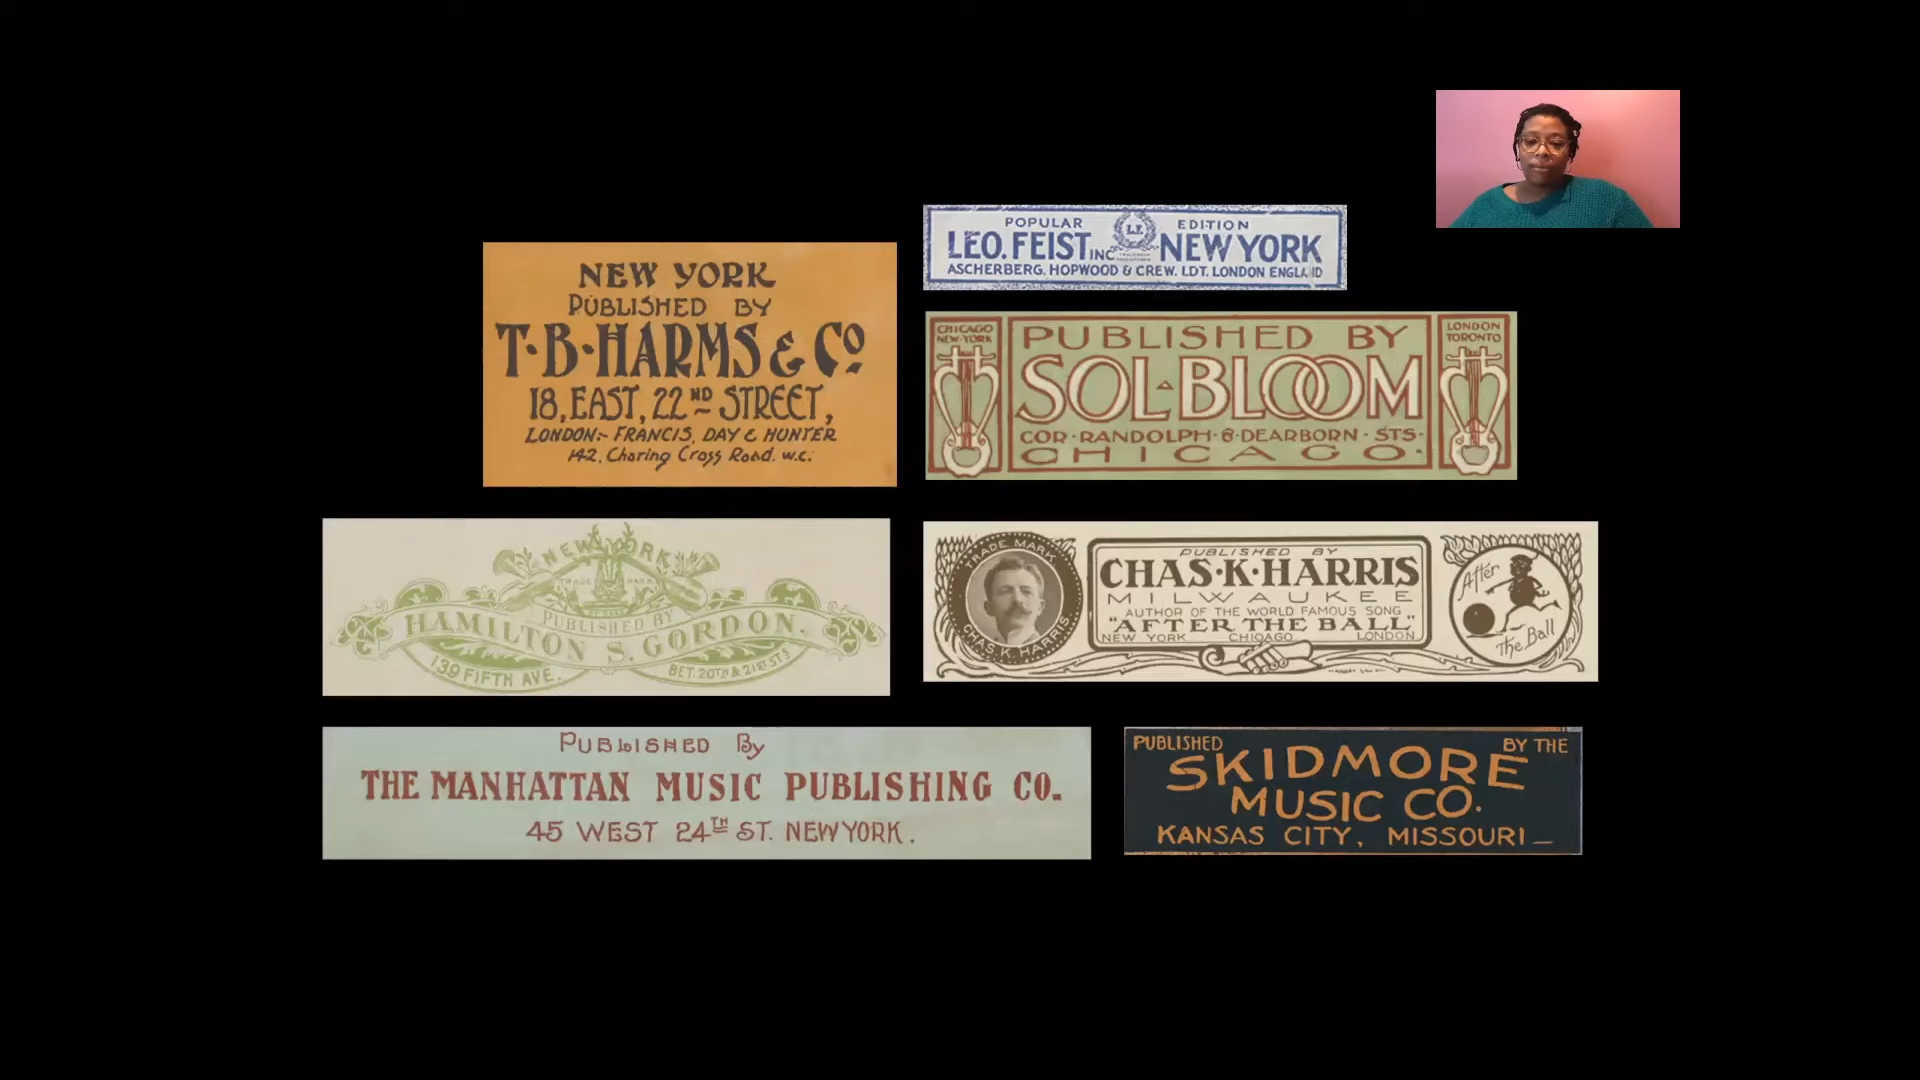 POPULAR EDITION
LEO. FEIST INC L.F. NEW YORK
ASCHERBERG, HOPWOOD & CREW. LDT. LONDON ENGLAND
NEW YORK
PUBLISHED BY
T·B·HARMS & CO
18, EAST, 22ND STREET,
LONDON:- FRANCIS, DAY & HUNTER
142, Charing Cross Road. w.c.
CHICAGO
NEW-YORK
PUBLISHED BY
SOL·BLOOM
COR·RANDOLPH·&·DEARBORN·STS·
CHICAGO·
LONDON
TORONTO
NEW YORK
TRADE MARK
PUBLISHED BY
HAMILTON S. GORDON.
139 FIFTH AVE.
BET. 20TH & 21ST STS
TRADE MARK
CHAS. K. HARRIS.
PUBLISHED BY
CHAS·K·HARRIS
MILWAUKEE
AUTHOR OF THE WORLD FAMOUS SONG
"AFTER THE BALL"
NEW YORK CHICAGO LONDON
After
The Ball
PUBLISHED By
THE MANHATTAN MUSIC PUBLISHING CO.
45 WEST 24TH ST. NEW YORK.
PUBLISHED BY THE
SKIDMORE
MUSIC CO.
KANSAS CITY, MISSOURI—